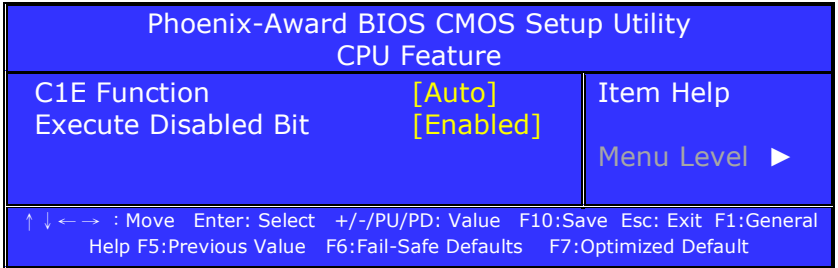 Phoenix-Award BIOS CMOS Setup Utility
CPU Feature
C1E Function [Auto]
Execute Disabled Bit [Enabled]
Item Help
Menu Level ►
↑↓←→ : Move Enter: Select +/-/PU/PD: Value F10:Save Esc: Exit F1:General
Help F5:Previous Value F6:Fail-Safe Defaults F7:Optimized Default